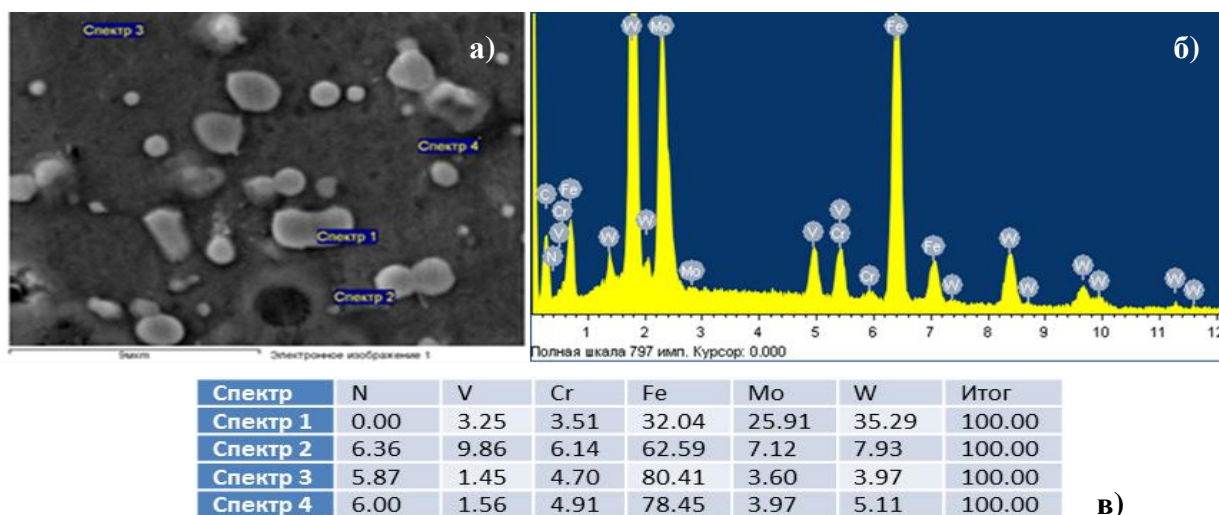 Спектр 3
а)
Спектр 4
Спектр 1
Спектр 2
9мкm Электронное изображение 1
б)
W Mo Fe
C Fe Cr V N W W Mo V V Cr Cr Fe W W W W W W W
1 2 3 4 5 6 7 8 9 10 11 12
Полная шкала 797 имп. Курсор: 0.000
Спектр N V Cr Fe Mo W Итог
Спектр 1 0.00 3.25 3.51 32.04 25.91 35.29 100.00
Спектр 2 6.36 9.86 6.14 62.59 7.12 7.93 100.00
Спектр 3 5.87 1.45 4.70 80.41 3.60 3.97 100.00
Спектр 4 6.00 1.56 4.91 78.45 3.97 5.11 100.00
в)